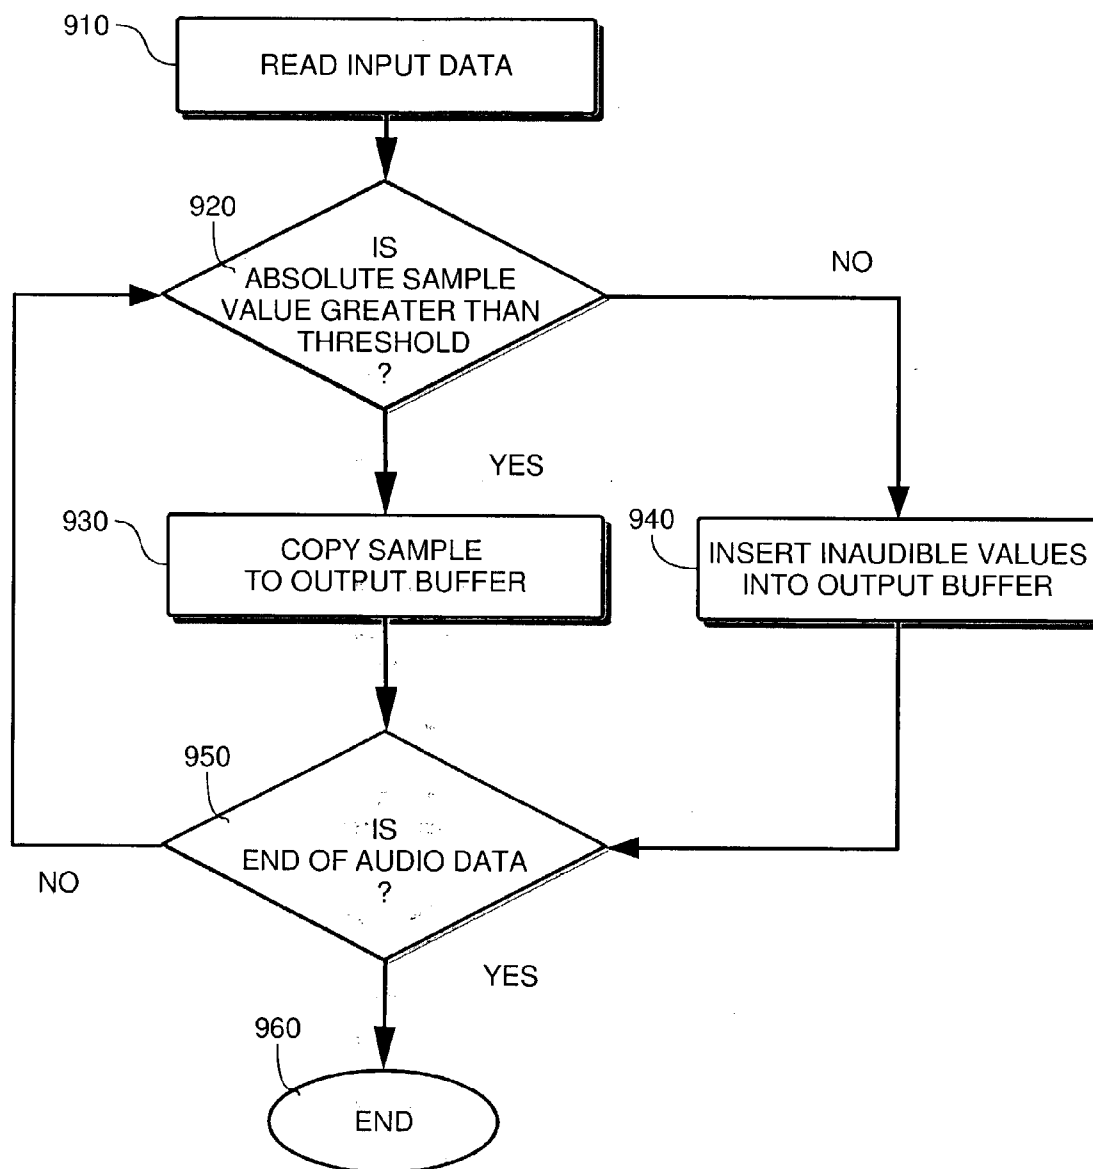 910
READ INPUT DATA
920
IS
ABSOLUTE SAMPLE
VALUE GREATER THAN
THRESHOLD
?
NO
YES
930
COPY SAMPLE
TO OUTPUT BUFFER
940
INSERT INAUDIBLE VALUES
INTO OUTPUT BUFFER
950
IS
END OF AUDIO DATA
?
NO
YES
960
END